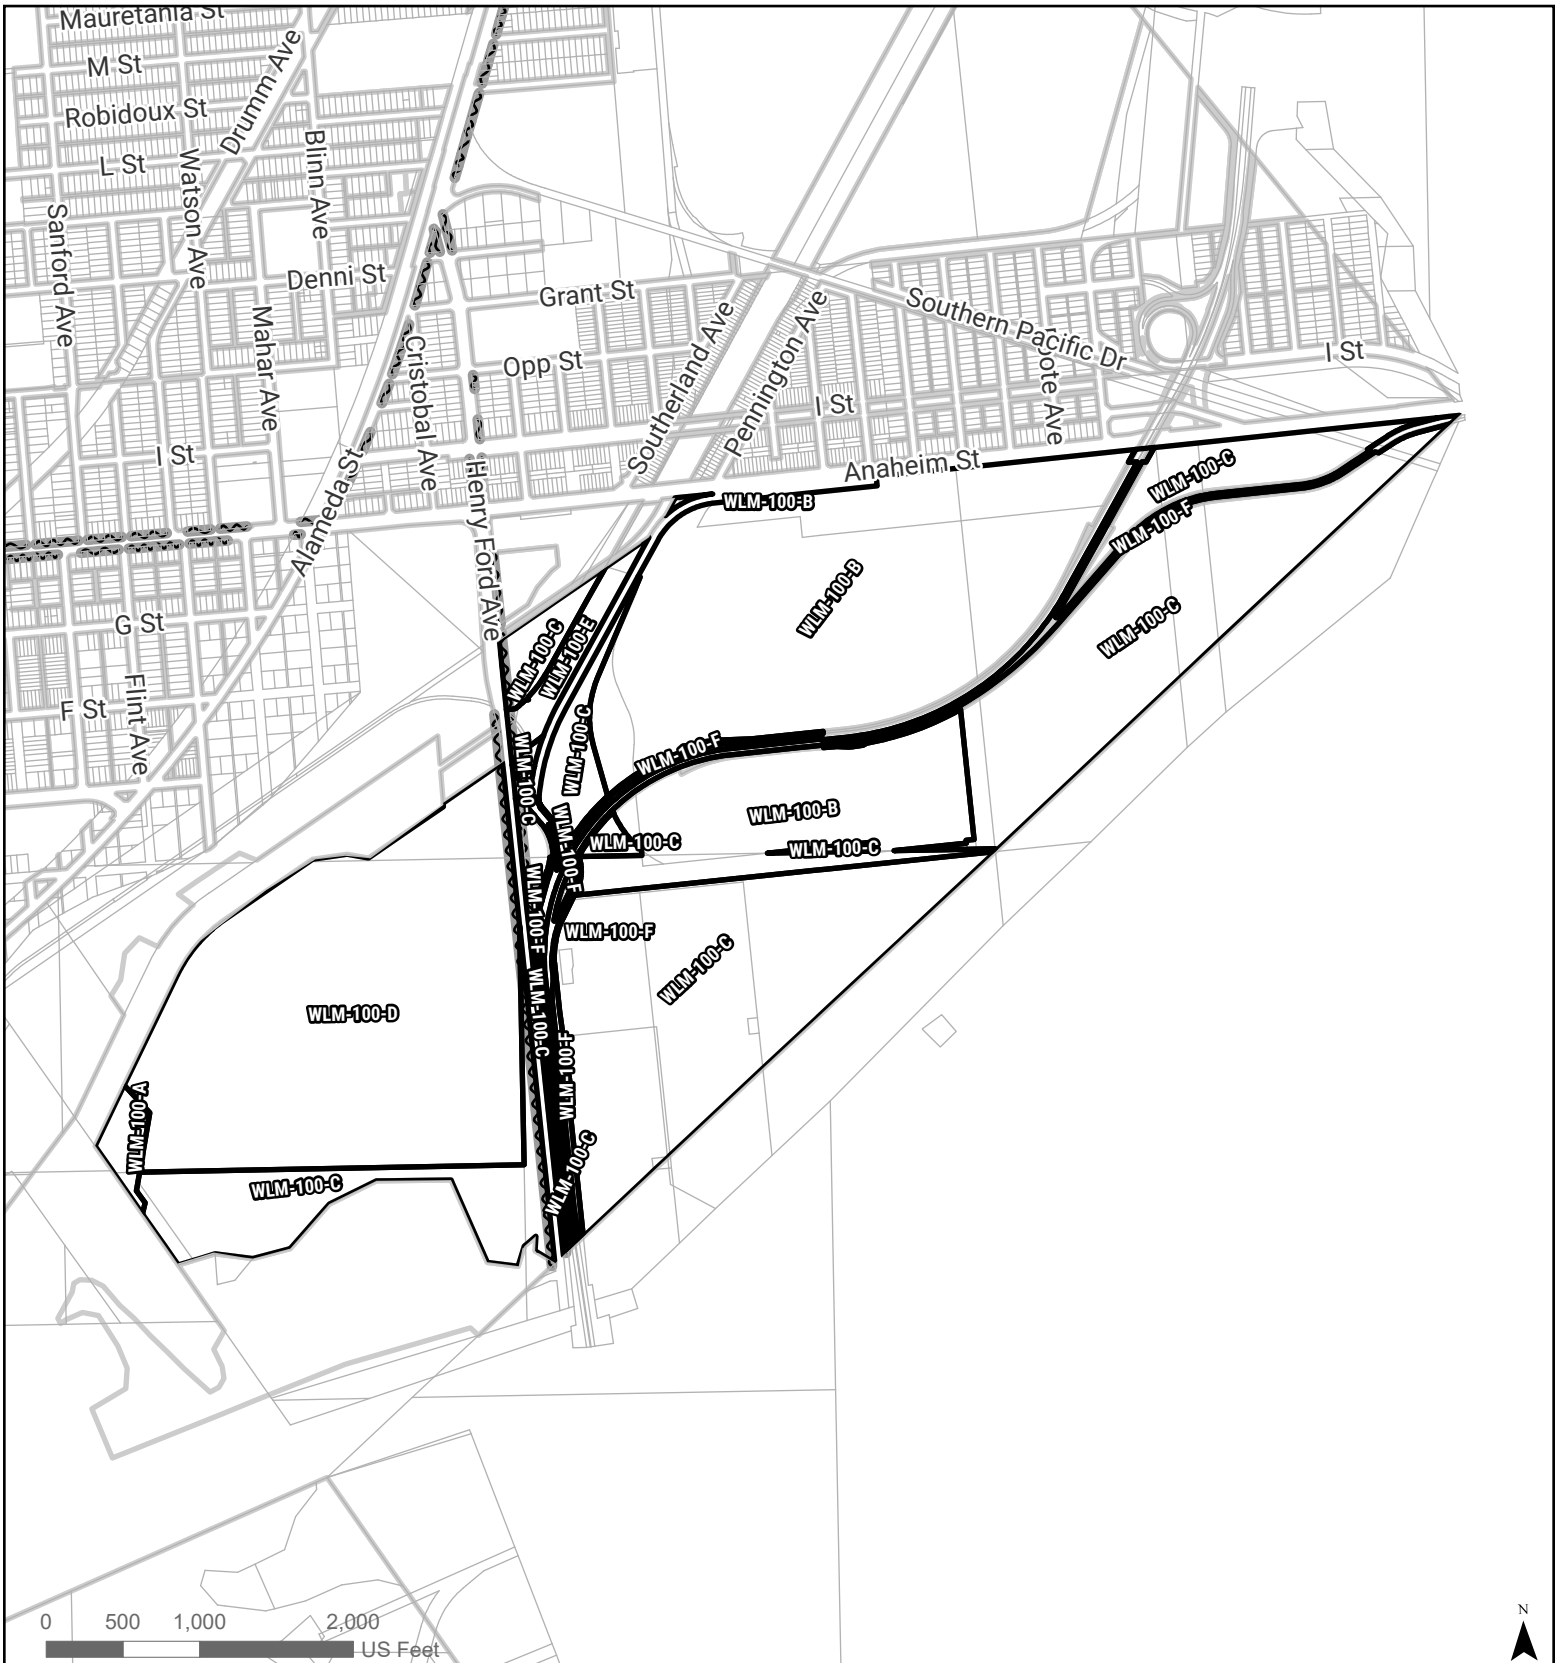 Mauretania St
M St
Robidoux St
Drumm Ave
L St
Watson Ave
Blinn Ave
Sanford Ave
Denni St
Grant St
Southern Pacific Dr
Mahar Ave
Cristobal Ave
Opp St
Southerland Ave
Pennington Ave
I St
I St
I St
Alameda St
Henry Ford Ave
Anaheim St
G St
F St
Flint Ave
WLM-100-B
WLM-100-C
WLM-100-F
WLM-100-B
WLM-100-C
WLM-100-C
WLM-100-E
WLM-100-C
WLM-100-F
WLM-100-C
WLM-100-B
WLM-100-F
WLM-100-C
WLM-100-C
WLM-100-F
WLM-100-F
WLM-100-C
WLM-100-C
WLM-100-D
WLM-100-F
WLM-100-A
WLM-100-C
WLM-100-C
0 500 1,000 2,000
US Feet
N